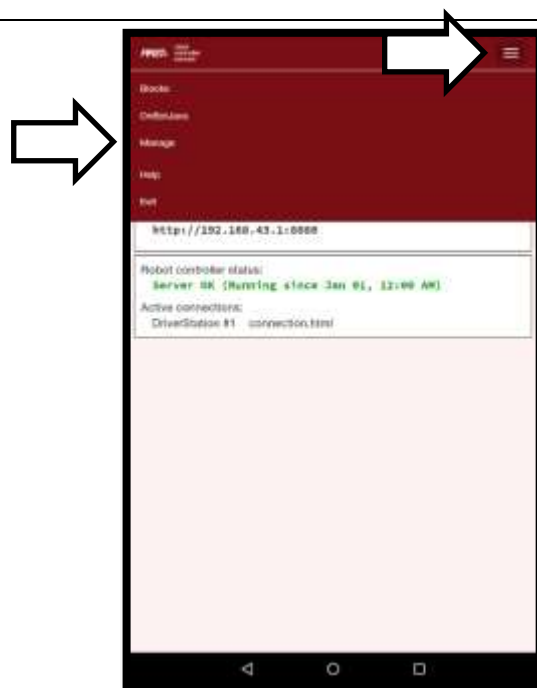 FIRST
Blocks
OnBotJava
Manage
Help
Exit
http://192.168.43.1:8080
Robot controller status:
Server OK (Running since Jan 01, 12:00 AM)
Active connections:
DriverStation #1 connection.html